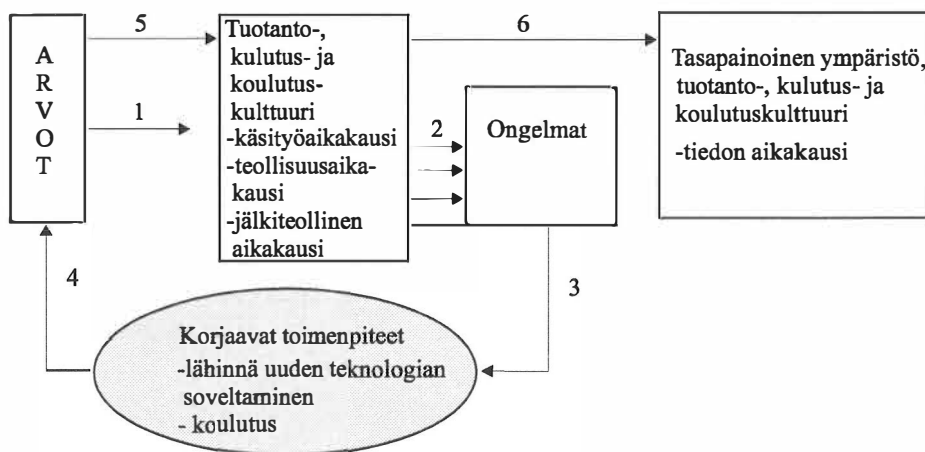 A
R
V
O
T
5
1
Tuotanto-,
kulutus- ja
koulutus-
kulttuuri
-käsityöaikakausi
-teollisuusaika-
kausi
-jälkiteollinen
aikakausi
2
Ongelmat
6
Tasapainoinen ympäristö,
tuotanto-, kulutus- ja
koulutuskulttuuri
-tiedon aikakausi
3
4
Korjaavat toimenpiteet
-lähinnä uuden teknologian
soveltaminen
- koulutus